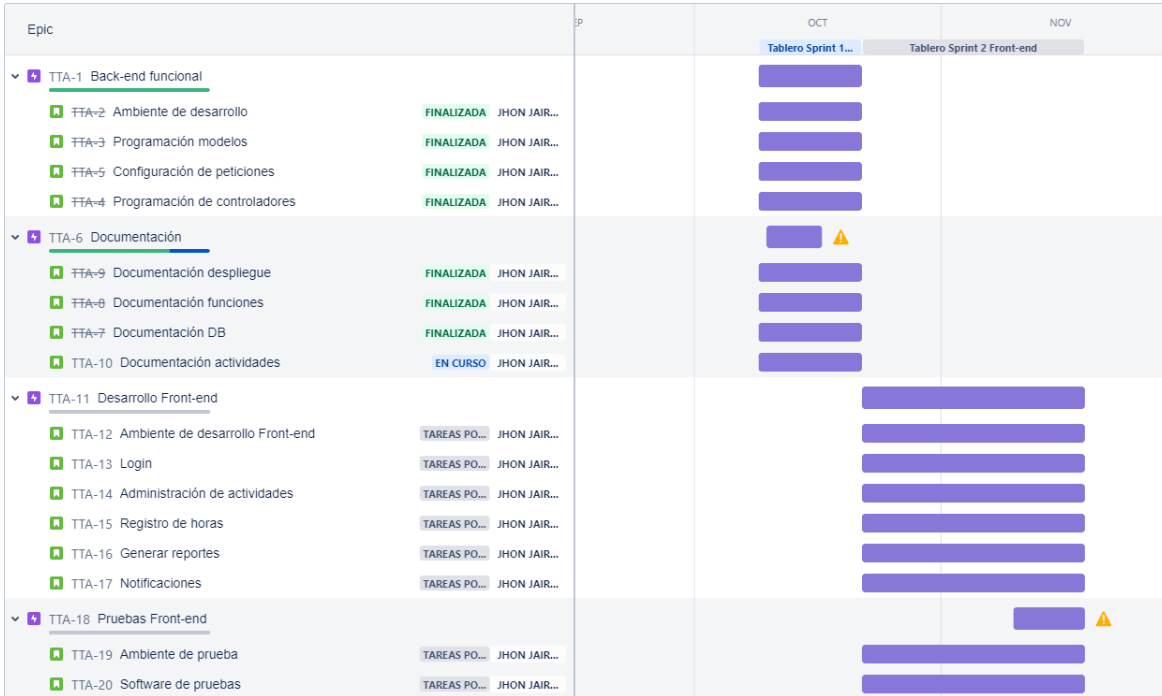 Epic
EP
OCT
NOV
Tablero Sprint 1...
Tablero Sprint 2 Front-end
TTA-1 Back-end funcional
TTA-2 Ambiente de desarrollo FINALIZADA JHON JAIR...
TTA-3 Programación modelos FINALIZADA JHON JAIR...
TTA-5 Configuración de peticiones FINALIZADA JHON JAIR...
TTA-4 Programación de controladores FINALIZADA JHON JAIR...
TTA-6 Documentación
TTA-9 Documentación despliegue FINALIZADA JHON JAIR...
TTA-8 Documentación funciones FINALIZADA JHON JAIR...
TTA-7 Documentación DB FINALIZADA JHON JAIR...
TTA-10 Documentación actividades EN CURSO JHON JAIR...
TTA-11 Desarrollo Front-end
TTA-12 Ambiente de desarrollo Front-end TAREAS PO... JHON JAIR...
TTA-13 Login TAREAS PO... JHON JAIR...
TTA-14 Administración de actividades TAREAS PO... JHON JAIR...
TTA-15 Registro de horas TAREAS PO... JHON JAIR...
TTA-16 Generar reportes TAREAS PO... JHON JAIR...
TTA-17 Notificaciones TAREAS PO... JHON JAIR...
TTA-18 Pruebas Front-end
TTA-19 Ambiente de prueba TAREAS PO... JHON JAIR...
TTA-20 Software de pruebas TAREAS PO... JHON JAIR...